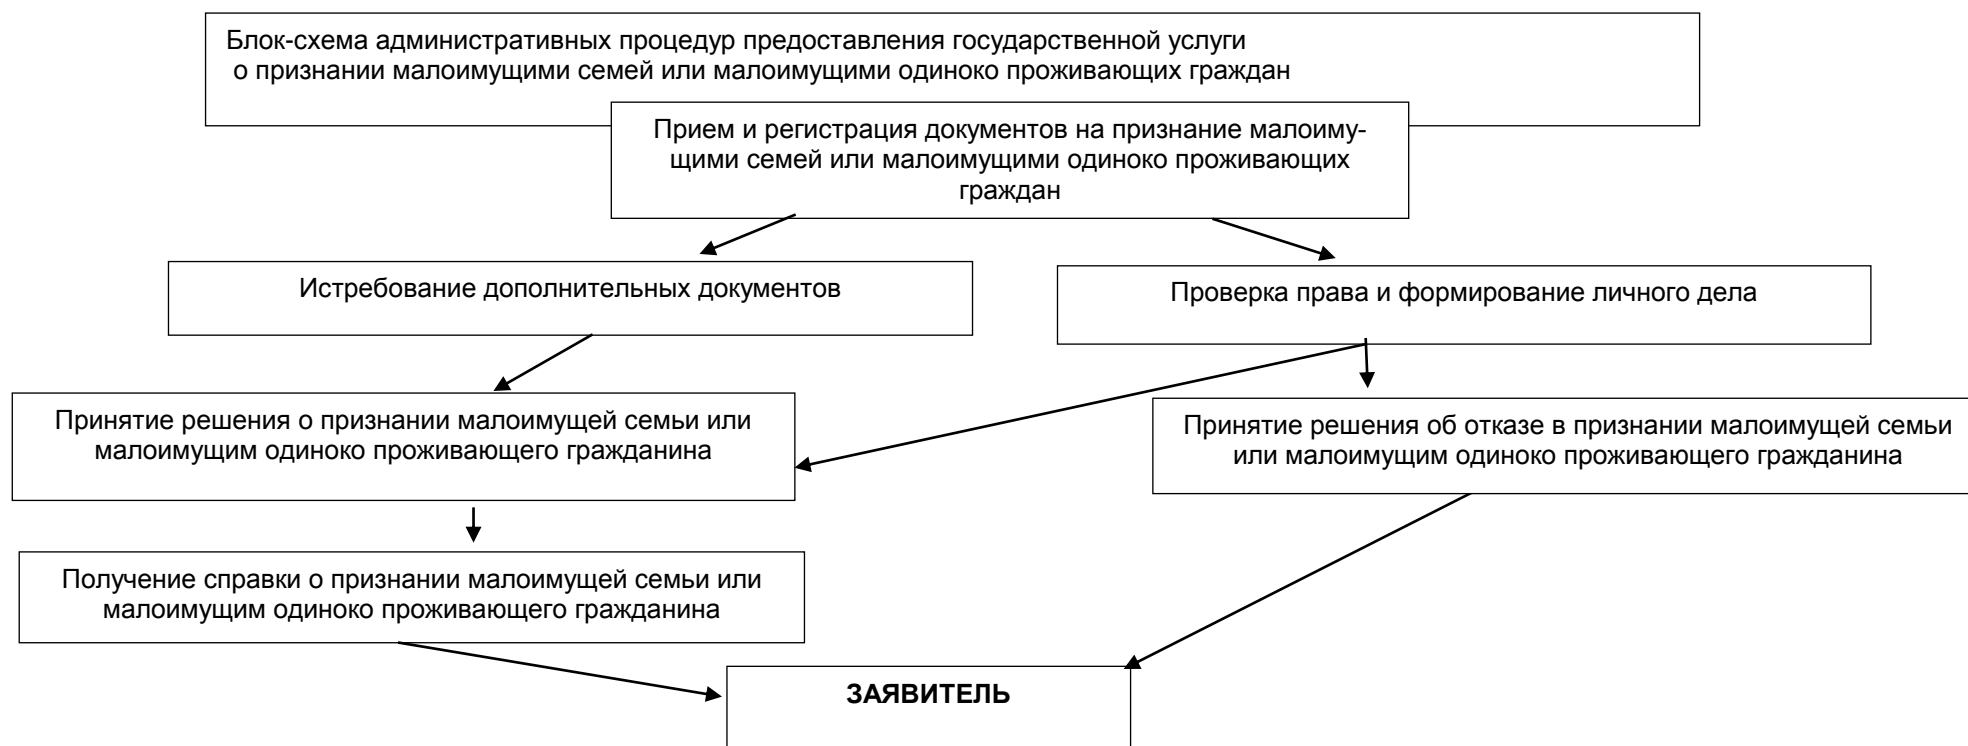 Блок-схема административных процедур предоставления государственной услуги
о признании малоимущими семей или малоимущими одиноко проживающих граждан
Прием и регистрация документов на признание малоиму-
щими семей или малоимущими одиноко проживающих
граждан
Истребование дополнительных документов
Проверка права и формирование личного дела
Принятие решения о признании малоимущей семьи или
малоимущим одиноко проживающего гражданина
Принятие решения об отказе в признании малоимущей семьи
или малоимущим одиноко проживающего гражданина
Получение справки о признании малоимущей семьи или
малоимущим одиноко проживающего гражданина
ЗАЯВИТЕЛЬ